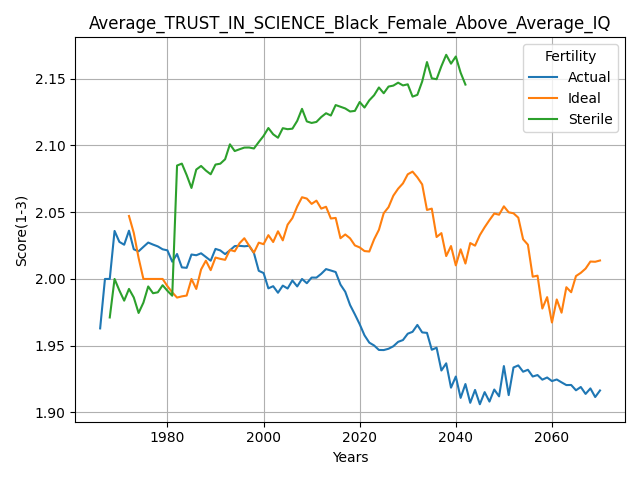 Average_TRUST_IN_SCIENCE_Black_Female_Above_Average_IQ
Fertility
Actual
Ideal
Sterile
Score(1-3)
2.15
2.10
2.05
2.00
1.95
1.90
1980
2000
2020
2040
2060
Years